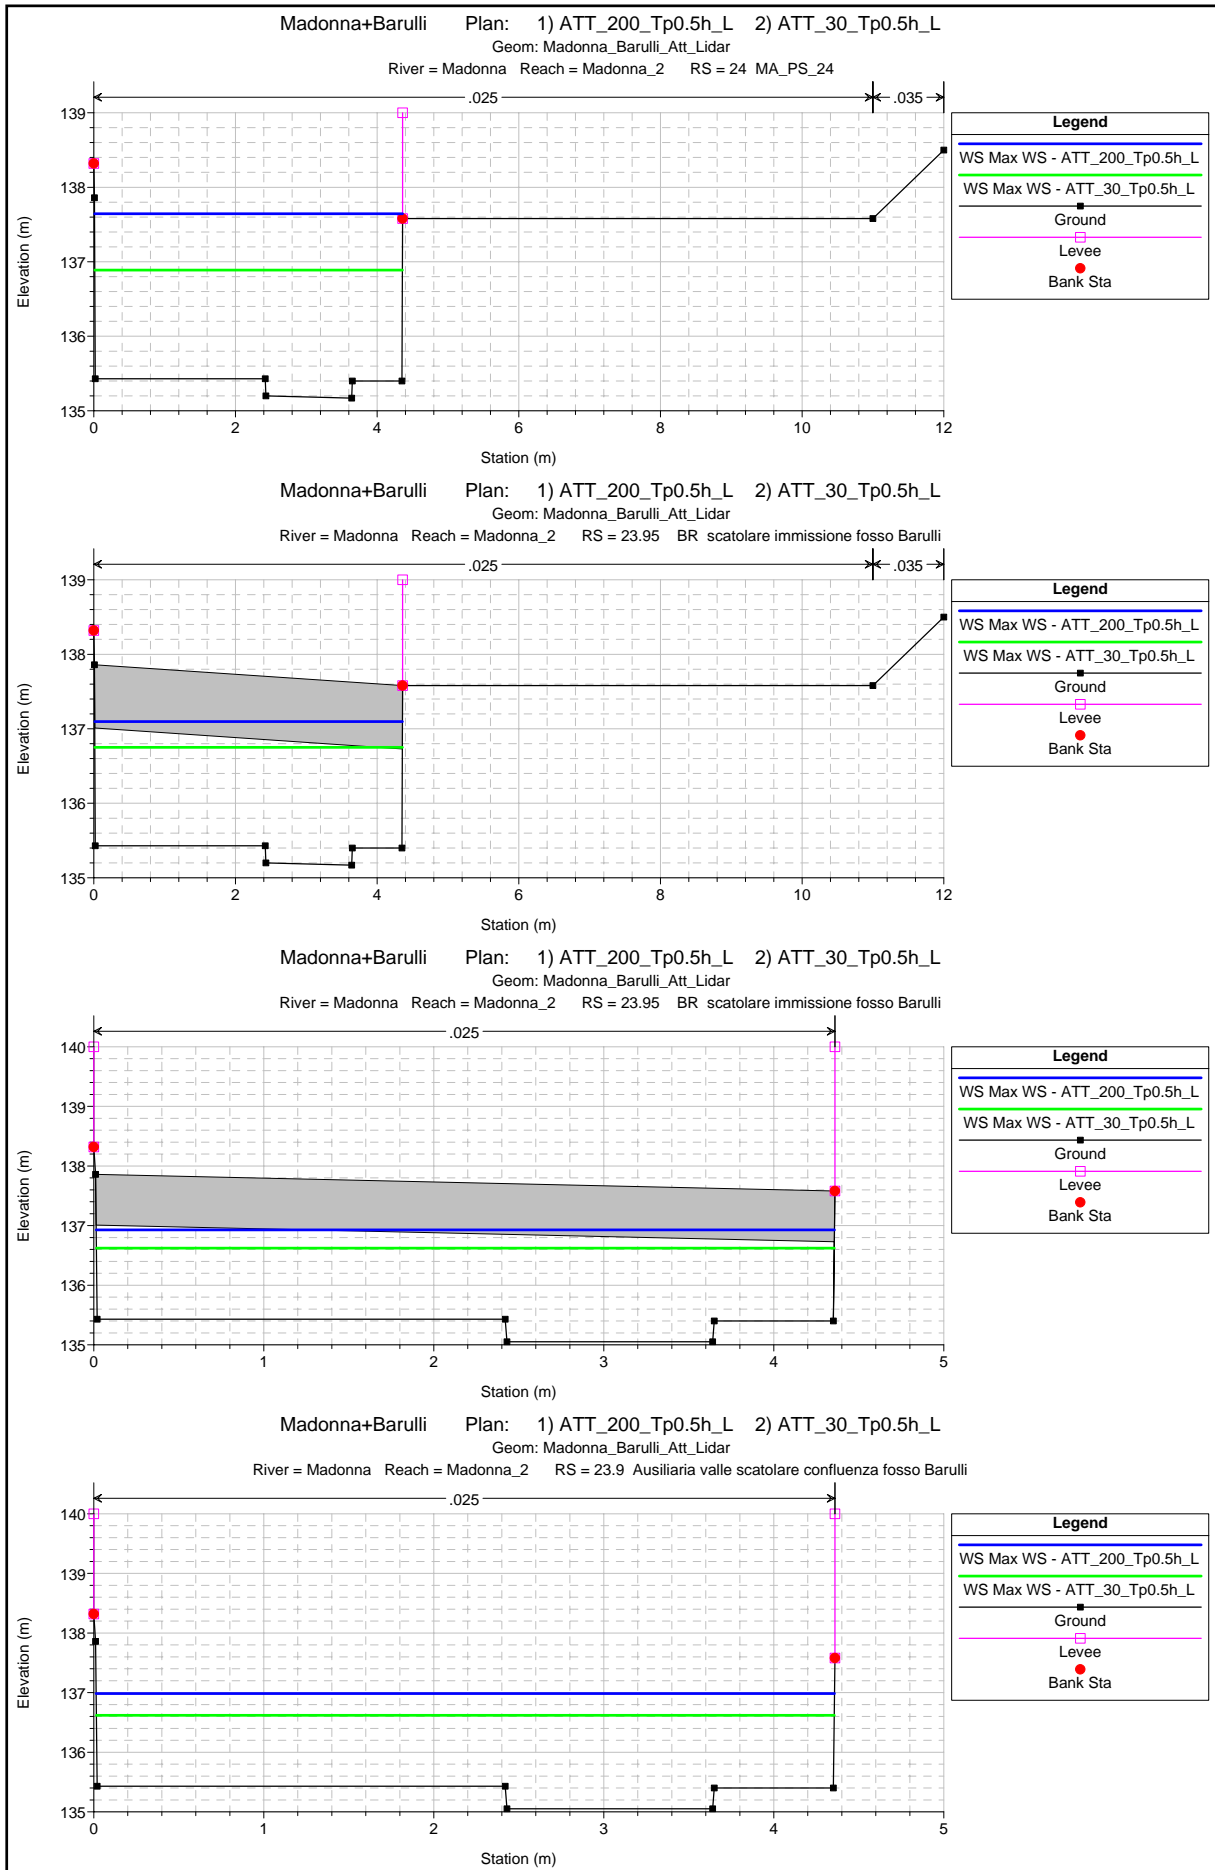 Madonna+Barulli Plan: 1) ATT_200_Tp0.5h_L 2) ATT_30_Tp0.5h_L
Geom: Madonna_Barulli_Att_Lidar
River = Madonna Reach = Madonna_2 RS = 24 MA_PS_24
.025 .035
139
138
137
136
135
0 2 4 6 8 10 12
Station (m)
Elevation (m)
Legend
WS Max WS - ATT_200_Tp0.5h_L
WS Max WS - ATT_30_Tp0.5h_L
Ground
Levee
Bank Sta
Madonna+Barulli Plan: 1) ATT_200_Tp0.5h_L 2) ATT_30_Tp0.5h_L
Geom: Madonna_Barulli_Att_Lidar
River = Madonna Reach = Madonna_2 RS = 23.95 BR scatolare immissione fosso Barulli
.025 .035
139
138
137
136
135
0 2 4 6 8 10 12
Station (m)
Elevation (m)
Legend
WS Max WS - ATT_200_Tp0.5h_L
WS Max WS - ATT_30_Tp0.5h_L
Ground
Levee
Bank Sta
Madonna+Barulli Plan: 1) ATT_200_Tp0.5h_L 2) ATT_30_Tp0.5h_L
Geom: Madonna_Barulli_Att_Lidar
River = Madonna Reach = Madonna_2 RS = 23.95 BR scatolare immissione fosso Barulli
.025
140
139
138
137
136
135
0 1 2 3 4 5
Station (m)
Elevation (m)
Legend
WS Max WS - ATT_200_Tp0.5h_L
WS Max WS - ATT_30_Tp0.5h_L
Ground
Levee
Bank Sta
Madonna+Barulli Plan: 1) ATT_200_Tp0.5h_L 2) ATT_30_Tp0.5h_L
Geom: Madonna_Barulli_Att_Lidar
River = Madonna Reach = Madonna_2 RS = 23.9 Ausiliaria valle scatolare confluenza fosso Barulli
.025
140
139
138
137
136
135
0 1 2 3 4 5
Station (m)
Elevation (m)
Legend
WS Max WS - ATT_200_Tp0.5h_L
WS Max WS - ATT_30_Tp0.5h_L
Ground
Levee
Bank Sta